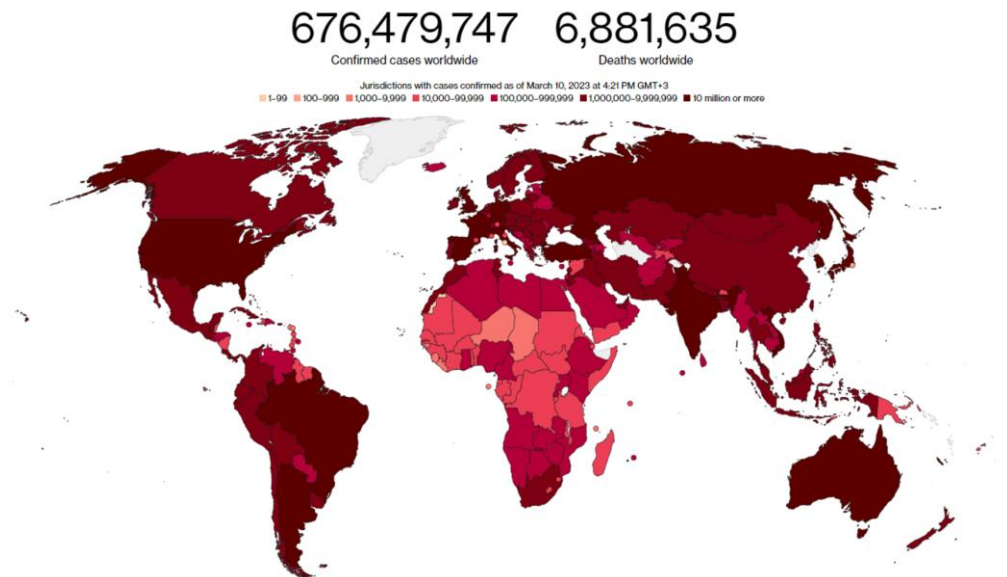 676,479,747 6,881,635
Confirmed cases worldwide Deaths worldwide
Jurisdictions with cases confirmed as of March 10, 2023 at 4:21 PM GMT+3
1–99 100–999 1,000–9,999 10,000–99,999 100,000–999,999 1,000,000–9,999,999 10 million or more